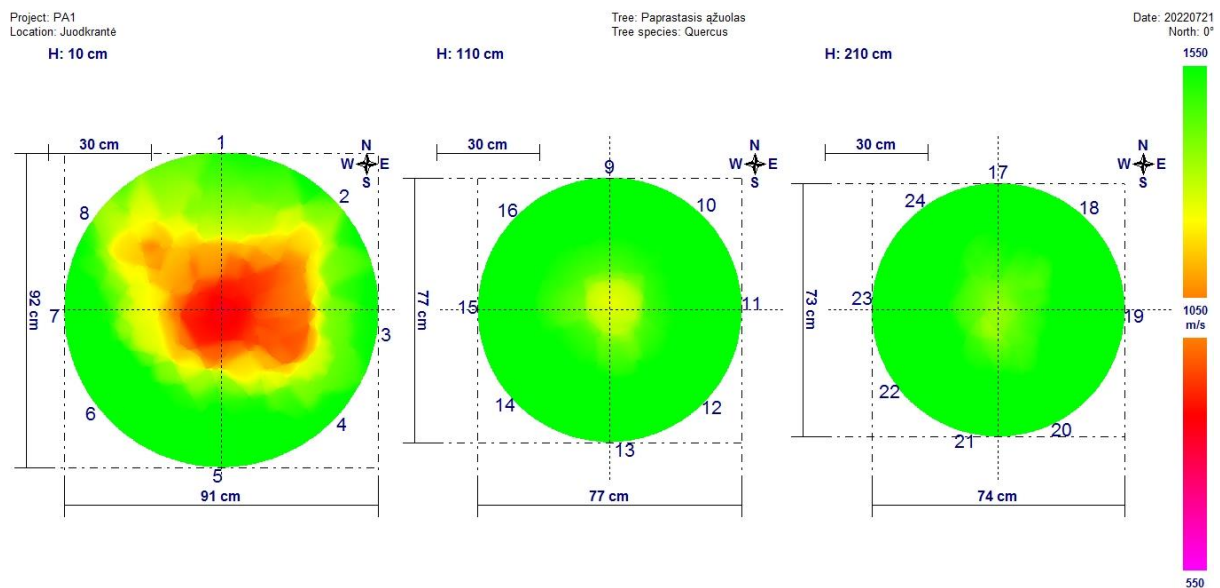 Project: PA1
Location: Juodkrantė
Tree: Paprastasis ąžuolas
Tree species: Quercus
Date: 20220721
North: 0°
H: 10 cm
H: 110 cm
H: 210 cm
1550
30 cm
1
N
W E
S
2
8
92 cm
7
3
6
4
5
91 cm
30 cm
9
N
W E
S
16
10
77 cm
15
11
14
12
13
77 cm
30 cm
17
N
W E
S
24
18
73 cm
23
19
22
20
21
74 cm
1050
m/s
550